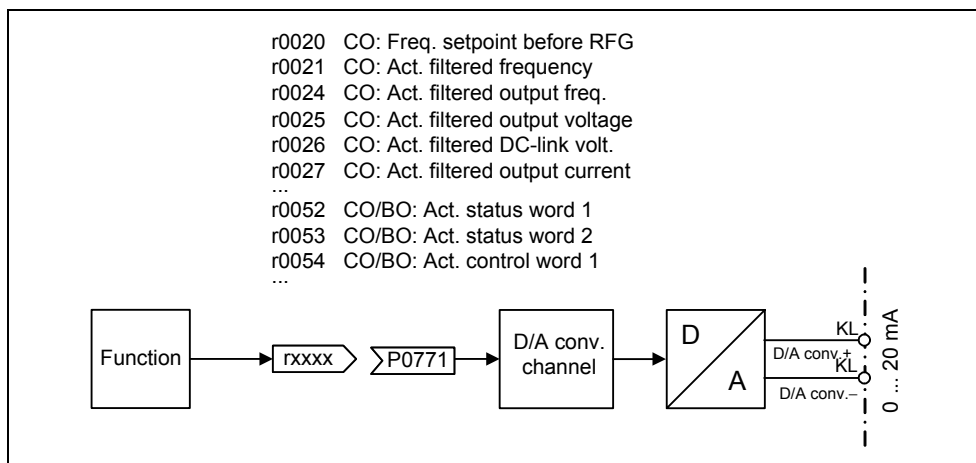 r0020 CO: Freq. setpoint before RFG
r0021 CO: Act. filtered frequency
r0024 CO: Act. filtered output freq.
r0025 CO: Act. filtered output voltage
r0026 CO: Act. filtered DC-link volt.
r0027 CO: Act. filtered output current
...
r0052 CO/BO: Act. status word 1
r0053 CO/BO: Act. status word 2
r0054 CO/BO: Act. control word 1
...
Function
rxxxx
P0771
D/A conv.
channel
D
A
KL
D/A conv.+
KL
D/A conv.−
0 ... 20 mA